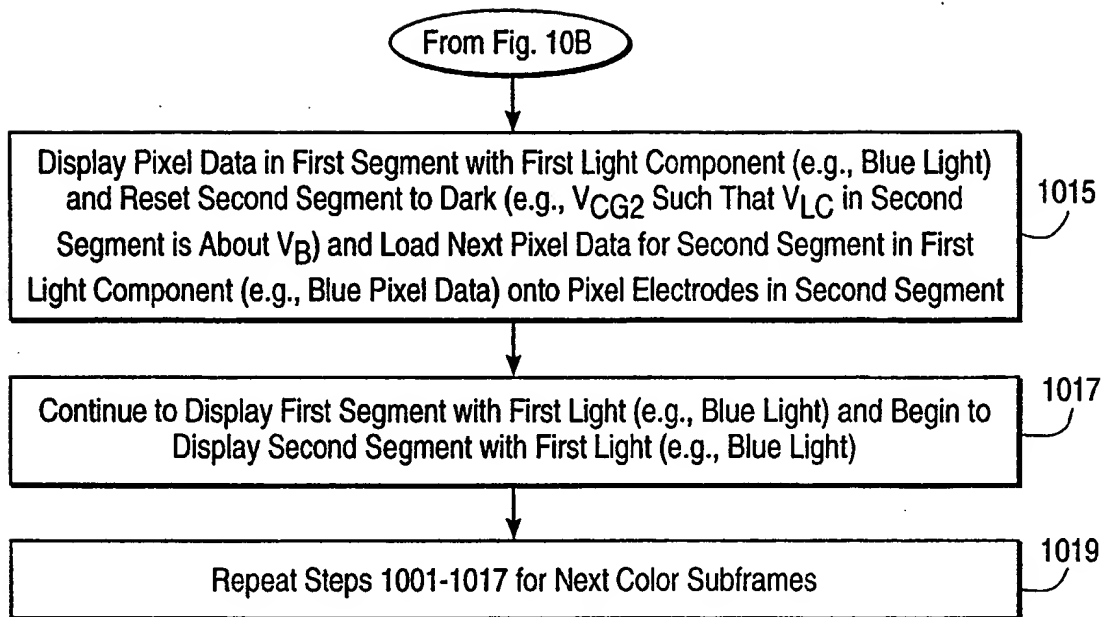 From Fig. 10B
Display Pixel Data in First Segment with First Light Component (e.g., Blue Light)
and Reset Second Segment to Dark (e.g., VCG2 Such That VLC in Second
Segment is About VB) and Load Next Pixel Data for Second Segment in First
Light Component (e.g., Blue Pixel Data) onto Pixel Electrodes in Second Segment
1015
Continue to Display First Segment with First Light (e.g., Blue Light) and Begin to
Display Second Segment with First Light (e.g., Blue Light)
1017
Repeat Steps 1001-1017 for Next Color Subframes
1019